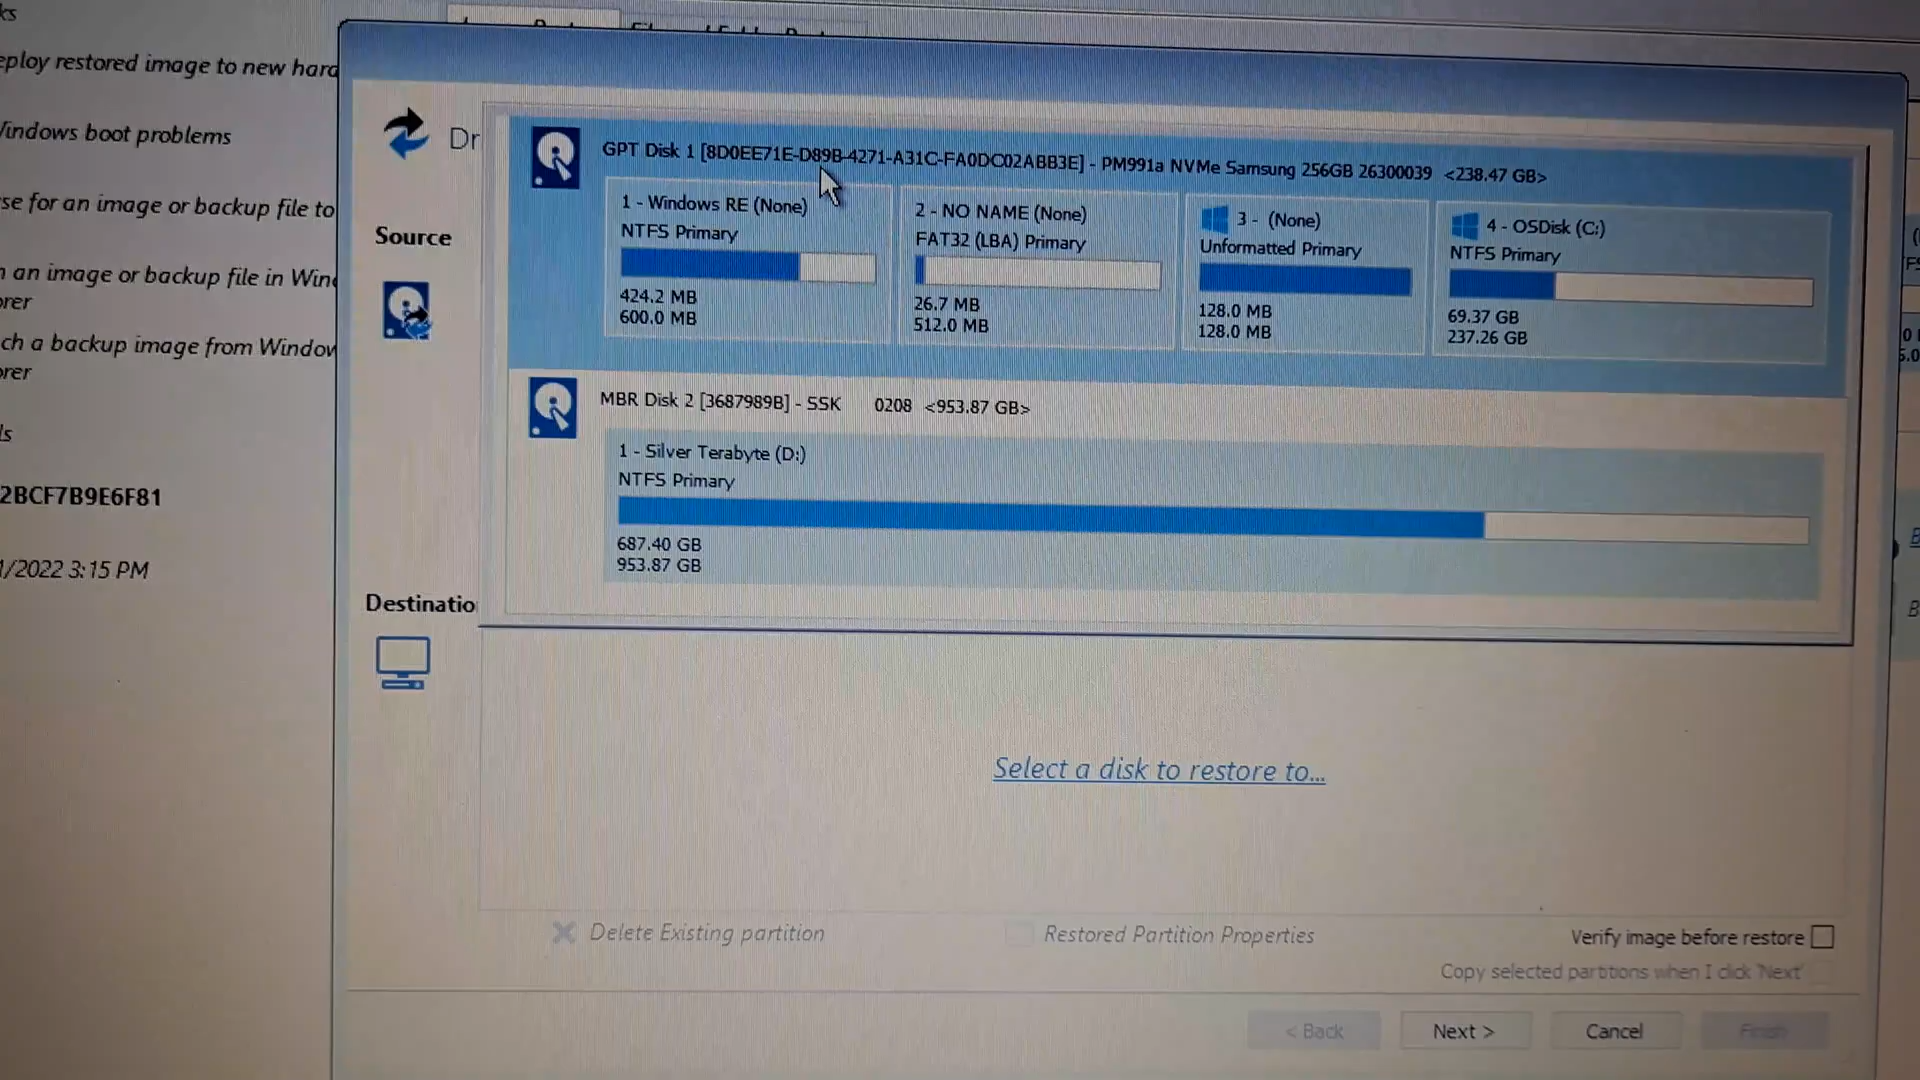 ks
eploy restored image to new hard
Windows boot problems
se for an image or backup file to
n an image or backup file in Wind
orer
ch a backup image from Window
orer
ls
2BCF7B9E6F81
1/2022 3:15 PM
Dr
Source
Destinatio
GPT Disk 1 [8D0EE71E-D89B-4271-A31C-FA0DC02ABB3E] - PM991a NVMe Samsung 256GB 26300039 <238.47 GB>
1 - Windows RE (None)
NTFS Primary
424.2 MB
600.0 MB
2 - NO NAME (None)
FAT32 (LBA) Primary
26.7 MB
512.0 MB
3 - (None)
Unformatted Primary
128.0 MB
128.0 MB
4 - OSDisk (C:)
NTFS Primary
69.37 GB
237.26 GB
MBR Disk 2 [3687989B] - SSK 0208 <953.87 GB>
1 - Silver Terabyte (D:)
NTFS Primary
687.40 GB
953.87 GB
Select a disk to restore to...
Delete Existing partition
Restored Partition Properties
Verify image before restore
Copy selected partitions when I click 'Next'
< Back
Next >
Cancel
Finish